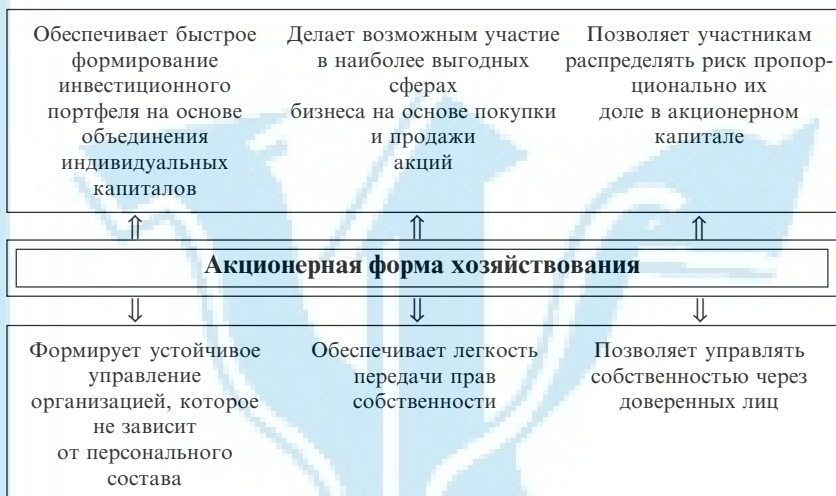 Обеспечивает быстрое
формирование
инвестиционного
портфеля на основе
объединения
индивидуальных
капиталов
Делает возможным участие
в наиболее выгодных
сферах
бизнеса на основе покупки
и продажи
акций
Позволяет участникам
распределять риск пропор-
ционально их
доле в акционерном
капитале
Акционерная форма хозяйствования
Формирует устойчивое
управление
организацией, которое
не зависит
от персонального
состава
Обеспечивает легкость
передачи прав
собственности
Позволяет управлять
собственностью через
доверенных лиц